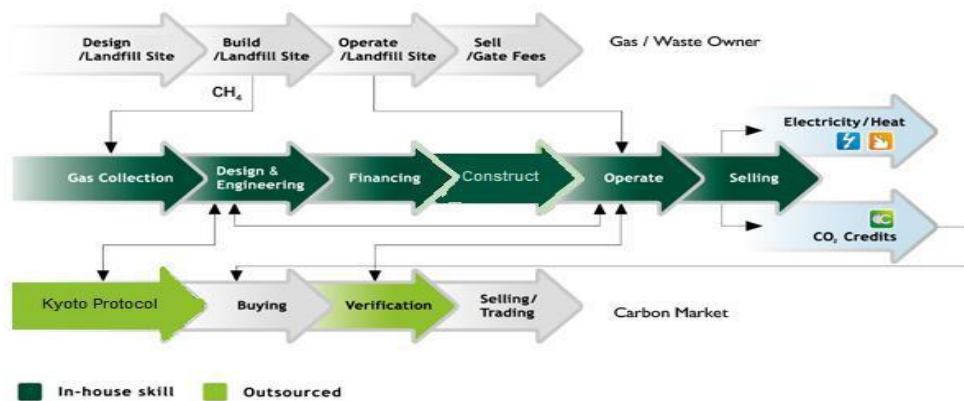 Design
/Landfill Site
Build
/Landfill Site
Operate
/Landfill Site
Sell
/Gate Fees
Gas / Waste Owner
CH₄
Electricity/Heat
Gas Collection
Design &
Engineering
Financing
Construct
Operate
Selling
CO₂ Credits
Kyoto Protocol
Buying
Verification
Selling/
Trading
Carbon Market
In-house skill
Outsourced